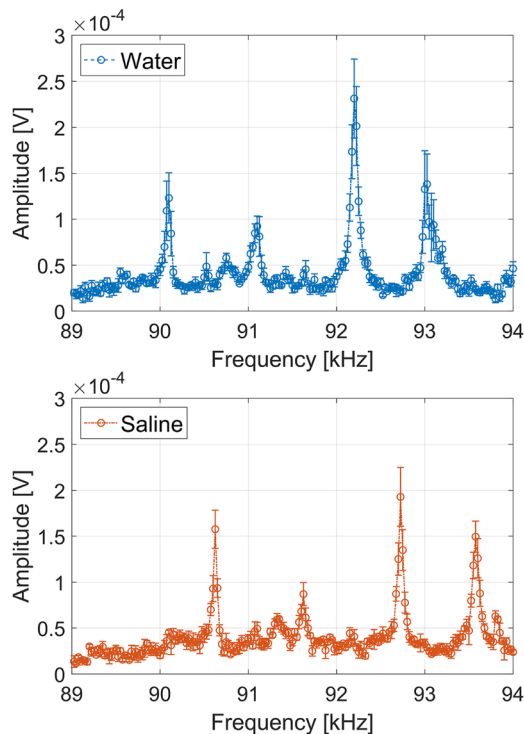 ×10⁻⁴
3
2.5
2
1.5
1
0.5
0
Amplitude [V]
Water
89 90 91 92 93 94
Frequency [kHz]
×10⁻⁴
3
2.5
2
1.5
1
0.5
0
Amplitude [V]
Saline
89 90 91 92 93 94
Frequency [kHz]